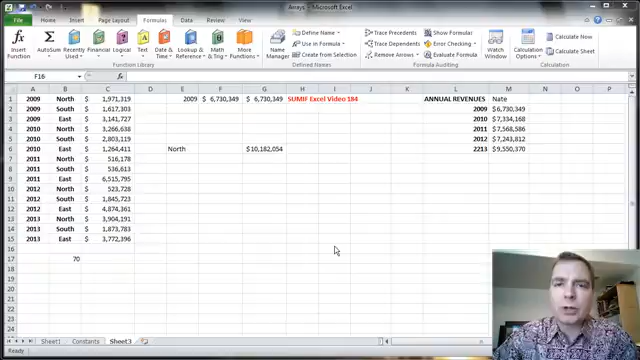 Arrays - Microsoft Excel
File Home Insert Page Layout Formulas Data Review View
Insert Function AutoSum Recently Used Financial Logical Text Date & Time Lookup & Reference Math & Trig More Functions
Name Manager Define Name Use in Formula Create from Selection
Trace Precedents Trace Dependents Remove Arrows
Show Formulas Error Checking Evaluate Formula
Watch Window Calculation Options Calculate Now Calculate Sheet
Function Library Defined Names Formula Auditing Calculation
F16 fx
A B C D E F G H I J K L M N O P
1 2009 North $ 1,971,319 2009 $ 6,730,349 $ 6,730,349 SUMIF Excel Video 184 ANNUAL REVENUES Nate
2 2009 South $ 1,617,303 2009 $6,730,349
3 2009 East $ 3,141,727 2010 $7,334,168
4 2010 North $ 3,266,638 2011 $7,568,586
5 2010 South $ 2,803,119 2012 $7,243,812
6 2010 East $ 1,264,411 North $10,182,054 2213 $9,550,370
7 2011 North $ 516,178
8 2011 South $ 536,613
9 2011 East $ 6,515,795
10 2012 North $ 523,728
11 2012 South $ 1,845,723
12 2012 East $ 4,874,361
13 2013 North $ 3,904,191
14 2013 South $ 1,873,783
15 2013 East $ 3,772,396
16
17 70
18
19
20
21
22
23
24
Sheet1 Constants Sheet3
Ready